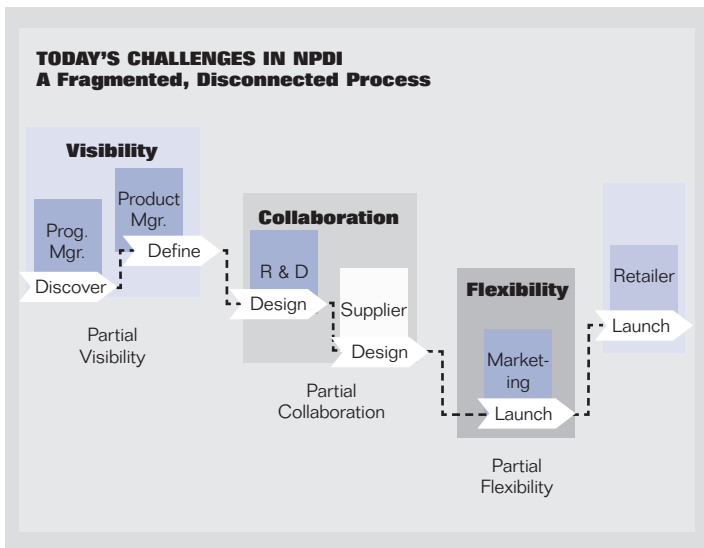 TODAY'S CHALLENGES IN NPDI
A Fragmented, Disconnected Process
Visibility
Prog.
Mgr.
Discover
Product
Mgr.
Define
Partial
Visibility
Collaboration
R & D
Design
Supplier
Design
Partial
Collaboration
Flexibility
Market-
ing
Launch
Partial
Flexibility
Retailer
Launch